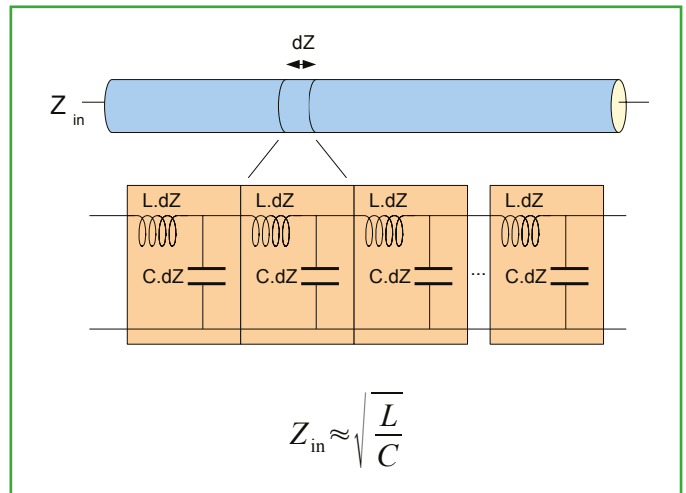 dZ
Z in
L.dZ L.dZ L.dZ L.dZ
C.dZ C.dZ C.dZ ... C.dZ
Z in ≈ √ L / C